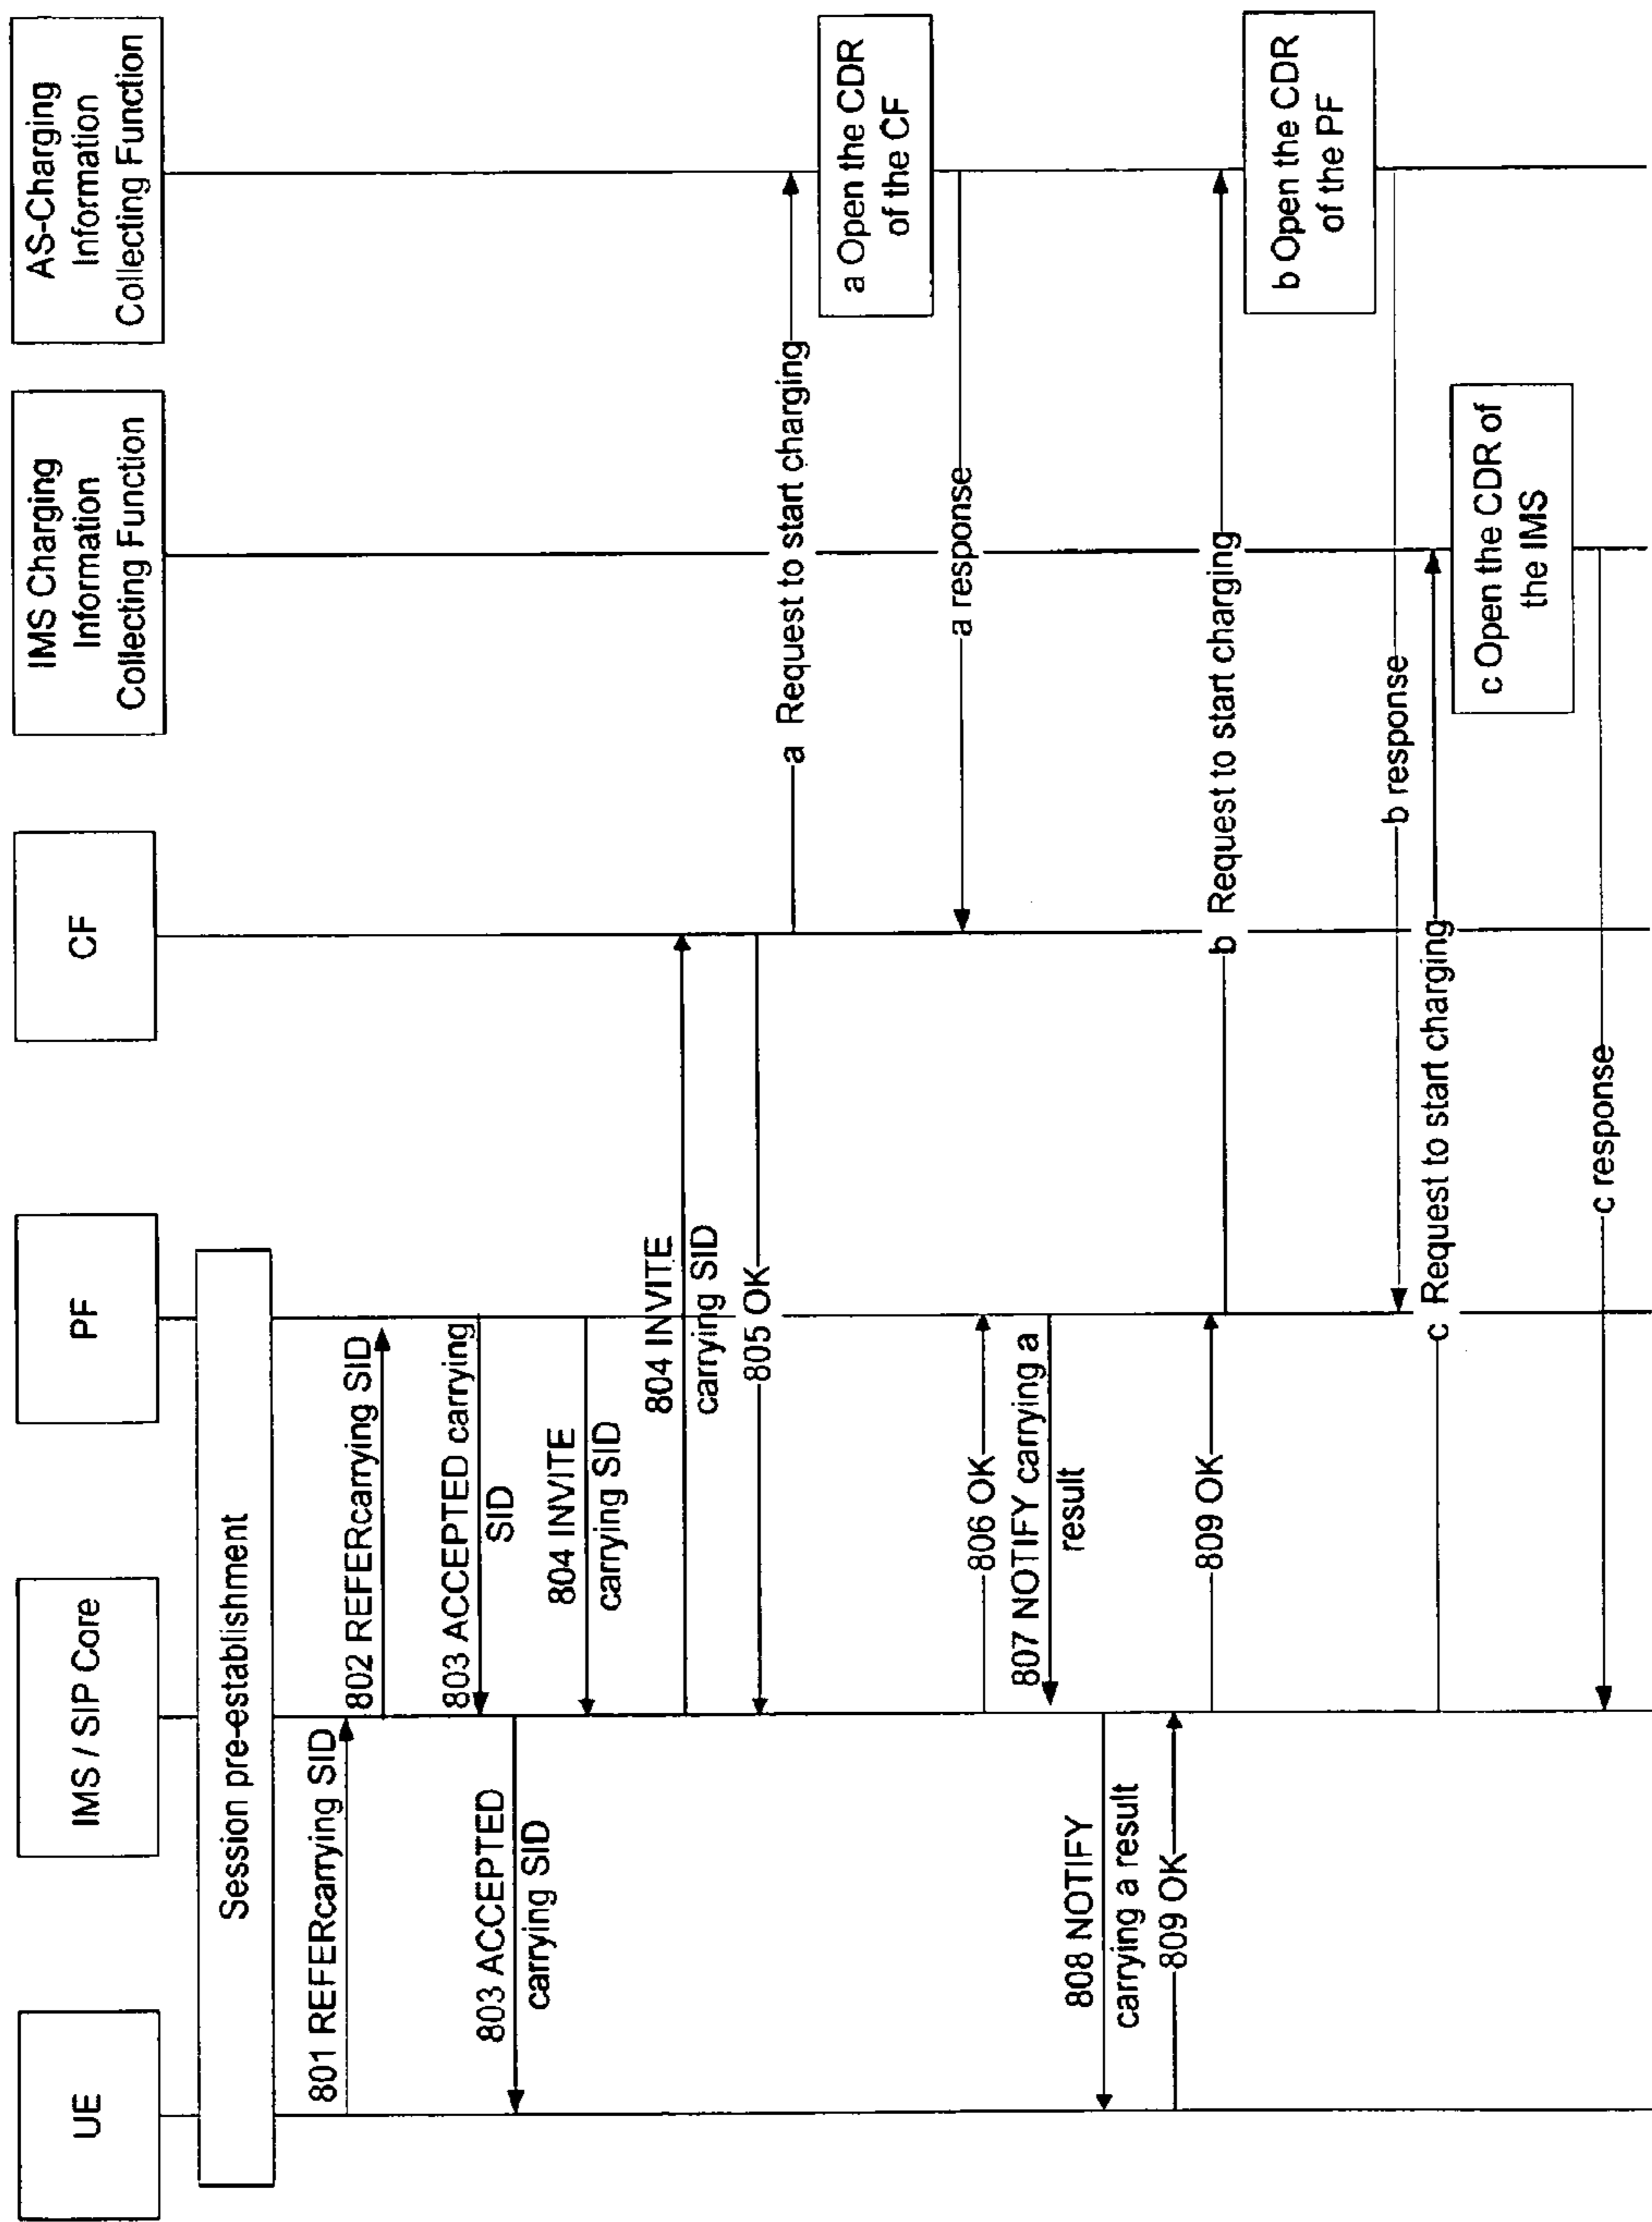 UE
IMS / SIP Core
PF
CF
IMS Charging
Information
Collecting Function
AS-Charging
Information
Collecting Function
Session pre-establishment
801 REFERcarrying SID
802 REFERcarrying SID
803 ACCEPTED carrying
SID
803 ACCEPTED
carrying SID
804 INVITE
carrying SID
804 INVITE
carrying SID
805 OK
a Request to start charging
a Open the CDR
of the CF
a response
806 OK
807 NOTIFY carrying a
result
808 NOTIFY
carrying a result
809 OK
809 OK
b Request to start charging
b Open the CDR
of the PF
b response
c Request to start charging
c Open the CDR of
the IMS
c response